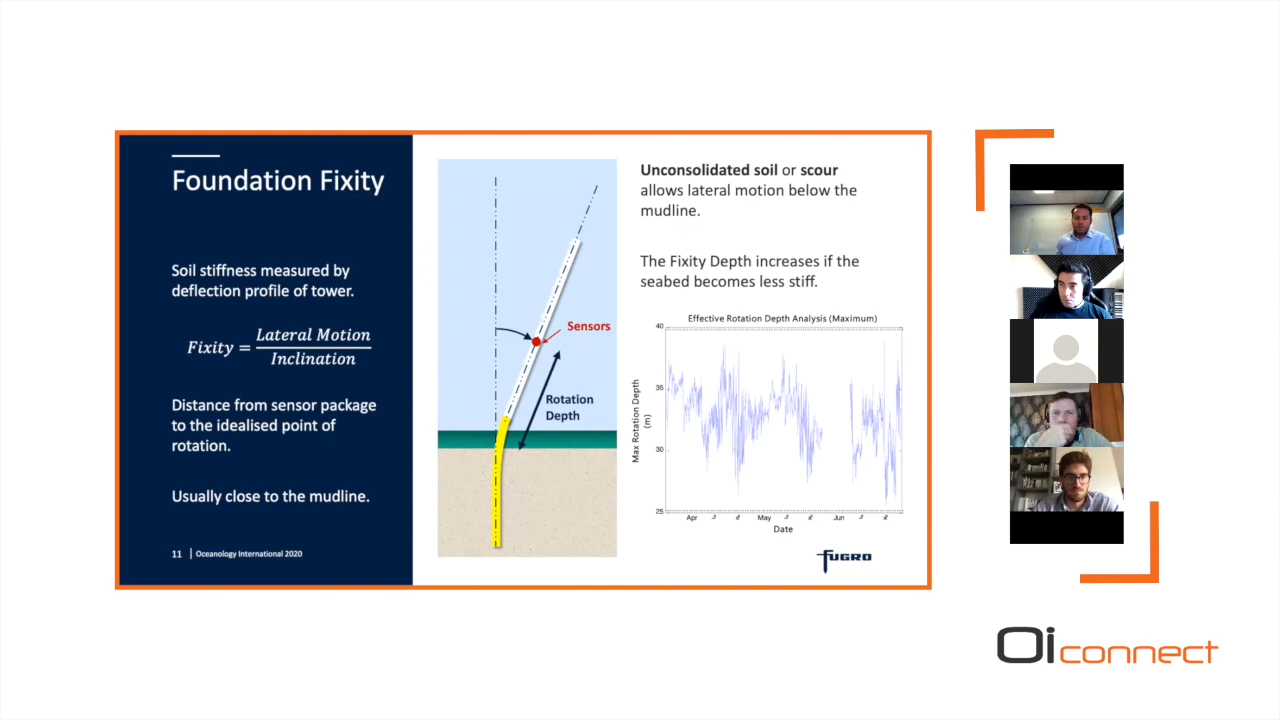 Foundation Fixity
Soil stiffness measured by
deflection profile of tower.
Fixity = Lateral Motion
Inclination
Distance from sensor package
to the idealised point of
rotation.
Usually close to the mudline.
11 | Oceanology International 2020
Sensors
Rotation
Depth
Unconsolidated soil or scour
allows lateral motion below the
mudline.
The Fixity Depth increases if the
seabed becomes less stiff.
Effective Rotation Depth Analysis (Maximum)
40
35
30
25
Max Rotation Depth
(m)
Apr May Jun
Date
FUGRO
Oi connect